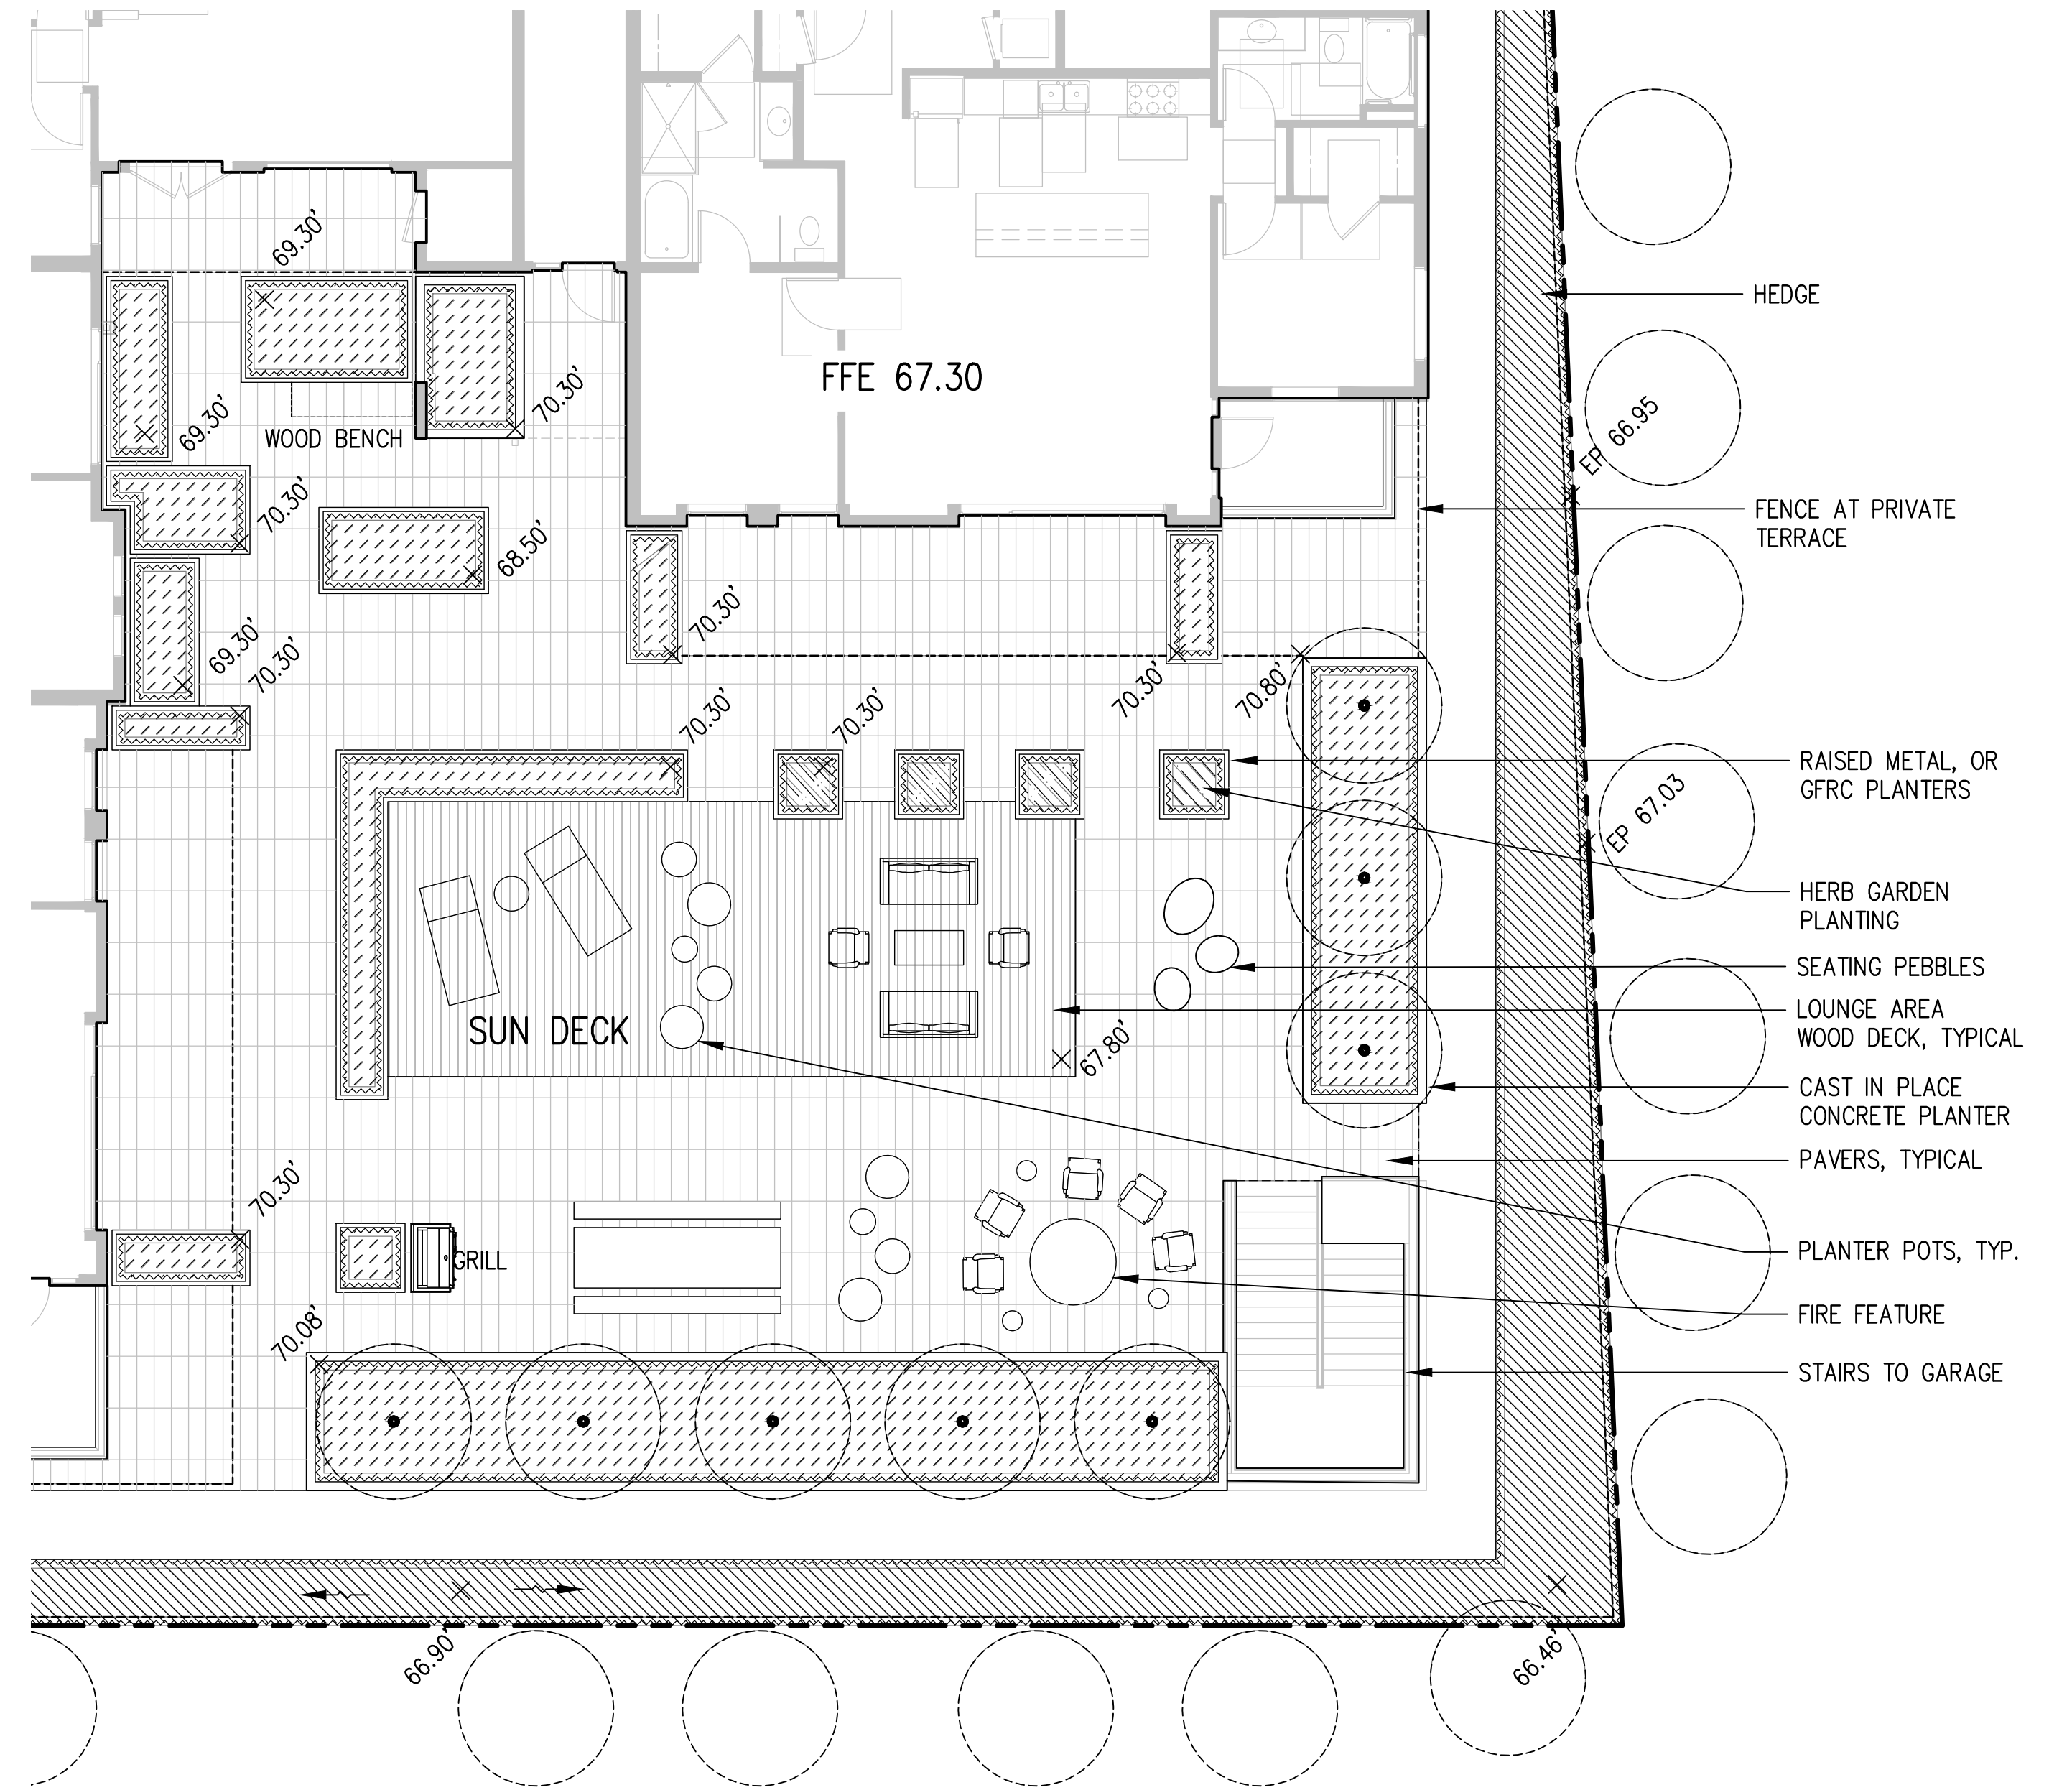 69.30'
HEDGE
FFE 67.30
70.30'
69.30'
WOOD BENCH
EP 66.95
70.30'
FENCE AT PRIVATE
TERRACE
68.50'
70.30'
69.30'
70.30'
70.30'
70.80'
70.30'
70.30'
RAISED METAL, OR
GFRC PLANTERS
EP 67.03
HERB GARDEN
PLANTING
SEATING PEBBLES
LOUNGE AREA
WOOD DECK, TYPICAL
SUN DECK
67.80'
CAST IN PLACE
CONCRETE PLANTER
PAVERS, TYPICAL
70.30'
PLANTER POTS, TYP.
GRILL
FIRE FEATURE
70.08'
STAIRS TO GARAGE
66.90'
66.46'